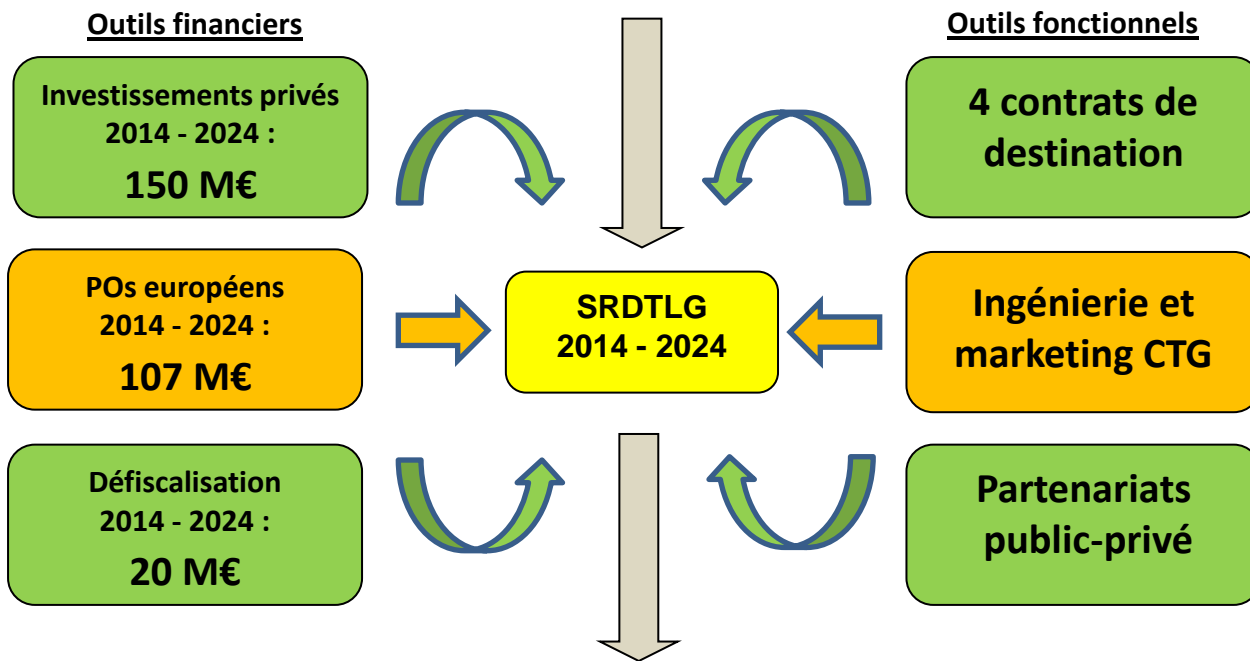 Outils financiers
Investissements privés
2014 - 2024 :
150 M€
POs européens
2014 - 2024 :
107 M€
Défiscalisation
2014 - 2024 :
20 M€
SRDTLG
2014 - 2024
Outils fonctionnels
4 contrats de
destination
Ingénierie et
marketing CTG
Partenariats
public-privé